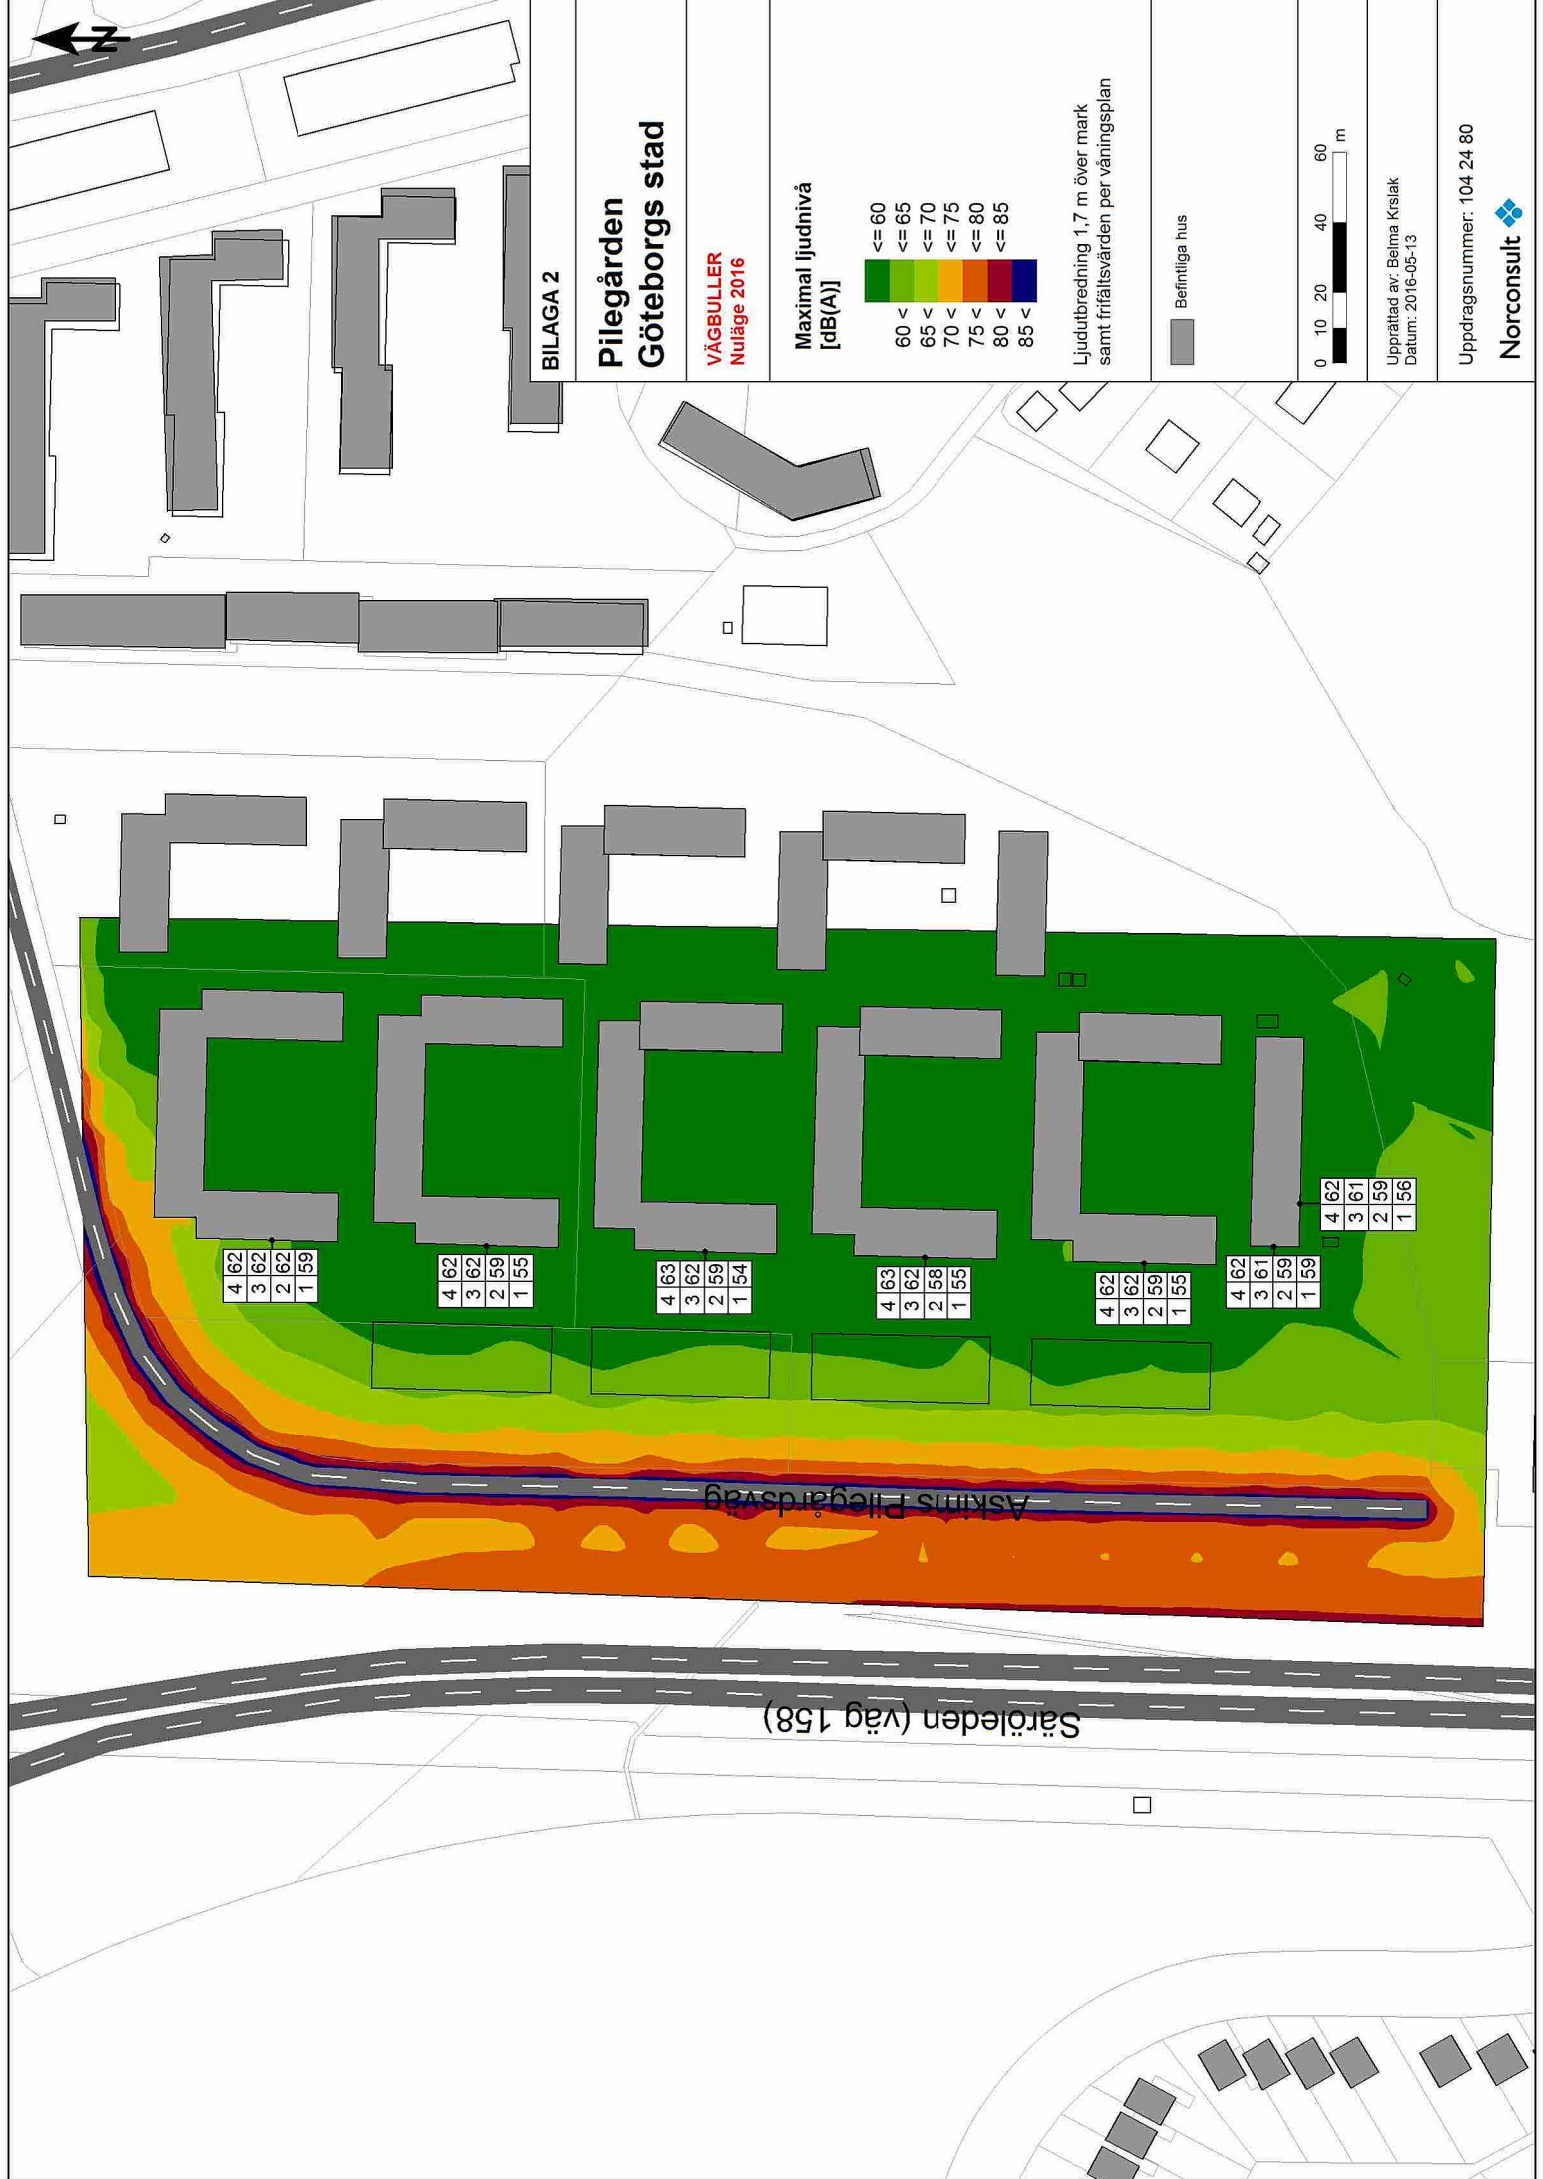 N
BILAGA 2
Pilegården
Göteborgs stad
VÄGBULLER
Nuläge 2016
Maximal ljudnivå
[dB(A)]
<= 60
60 < <= 65
65 < <= 70
70 < <= 75
75 < <= 80
80 < <= 85
85 <
Ljudutbredning 1,7 m över mark
samt frifältsvärden per våningsplan
Befintliga hus
0 10 20 40 60 m
Upprättad av: Belma Krslak
Datum: 2016-05-13
Uppdragsnummer: 104 24 80
Norconsult
4 62
3 62
2 62
1 59
4 62
3 62
2 59
1 55
4 63
3 62
2 59
1 54
4 63
3 62
2 58
1 55
4 62
3 62
2 59
1 55
4 62
3 61
2 59
1 59
4 62
3 61
2 59
1 56
Askims Pilegårdsväg
Säröleden (väg 158)